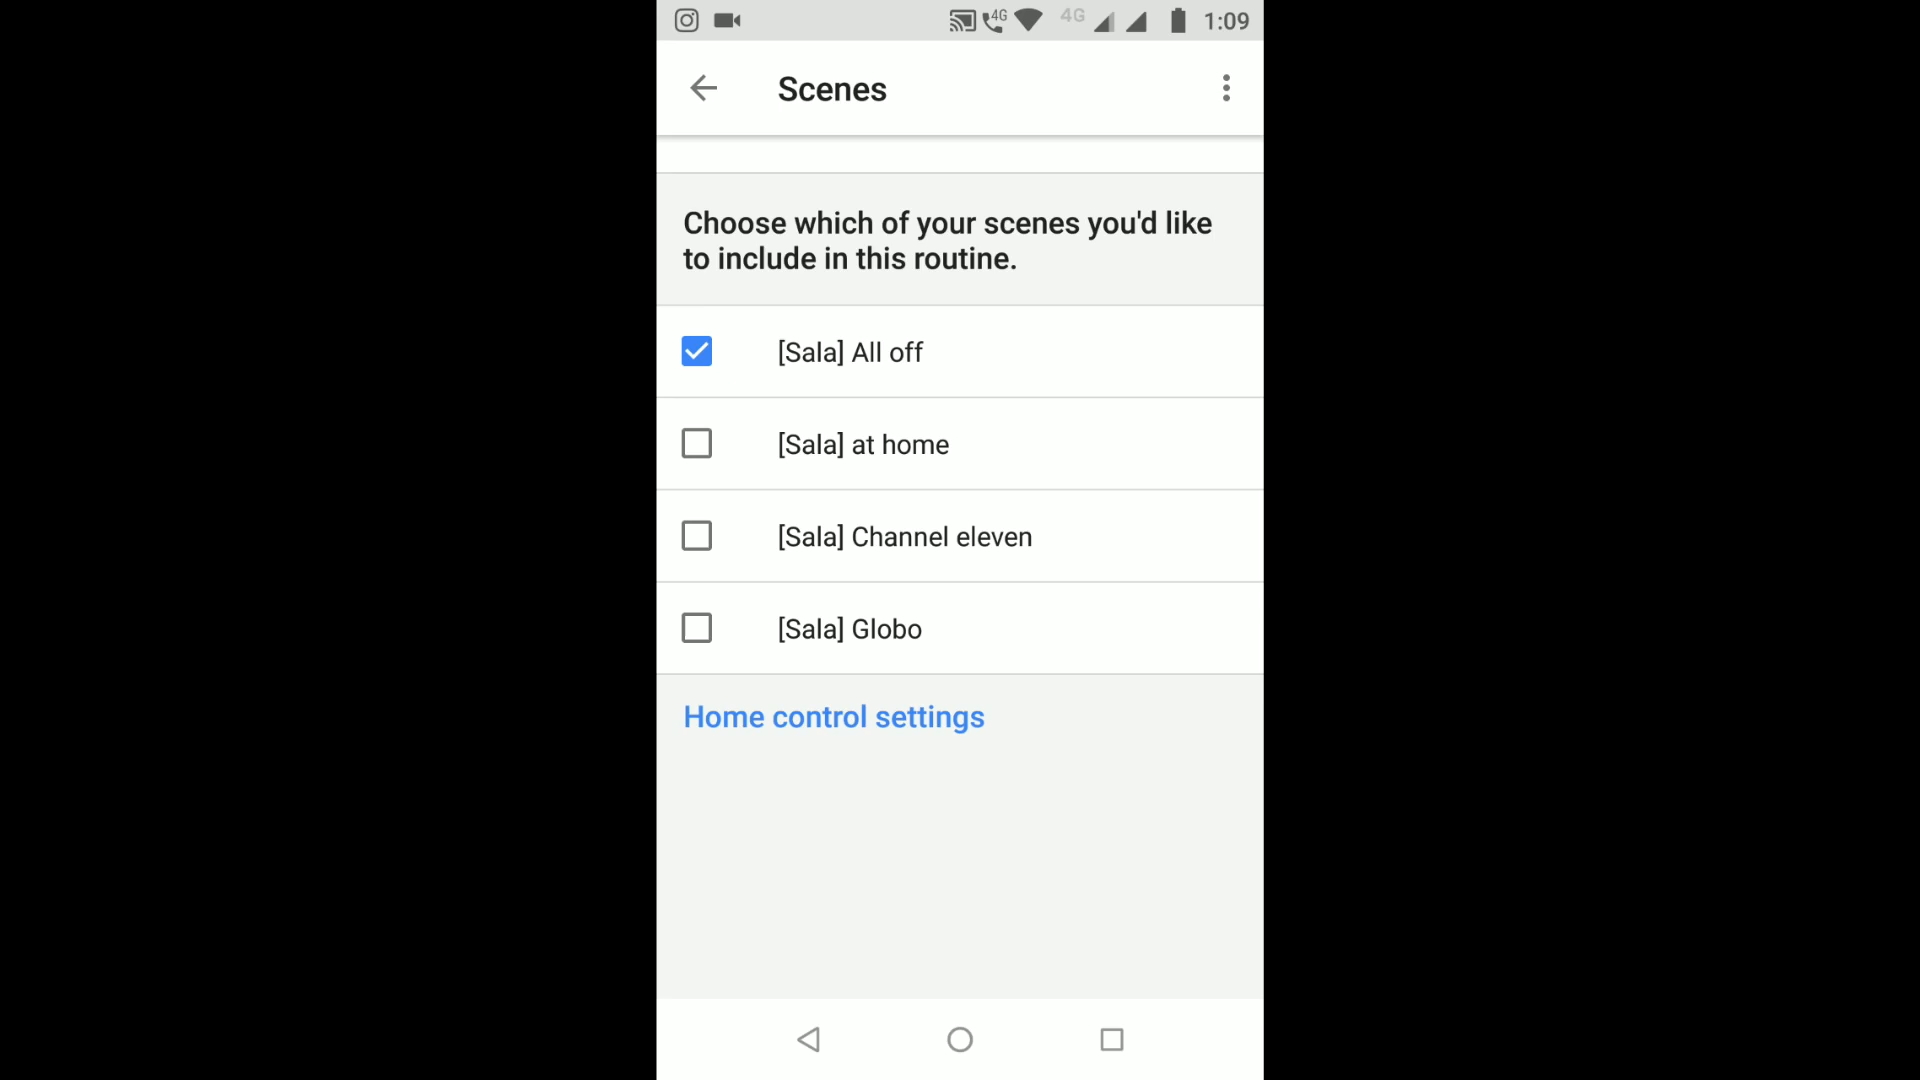 4G 4G 1:09
Scenes
Choose which of your scenes you'd like
to include in this routine.
[Sala] All off
[Sala] at home
[Sala] Channel eleven
[Sala] Globo
Home control settings